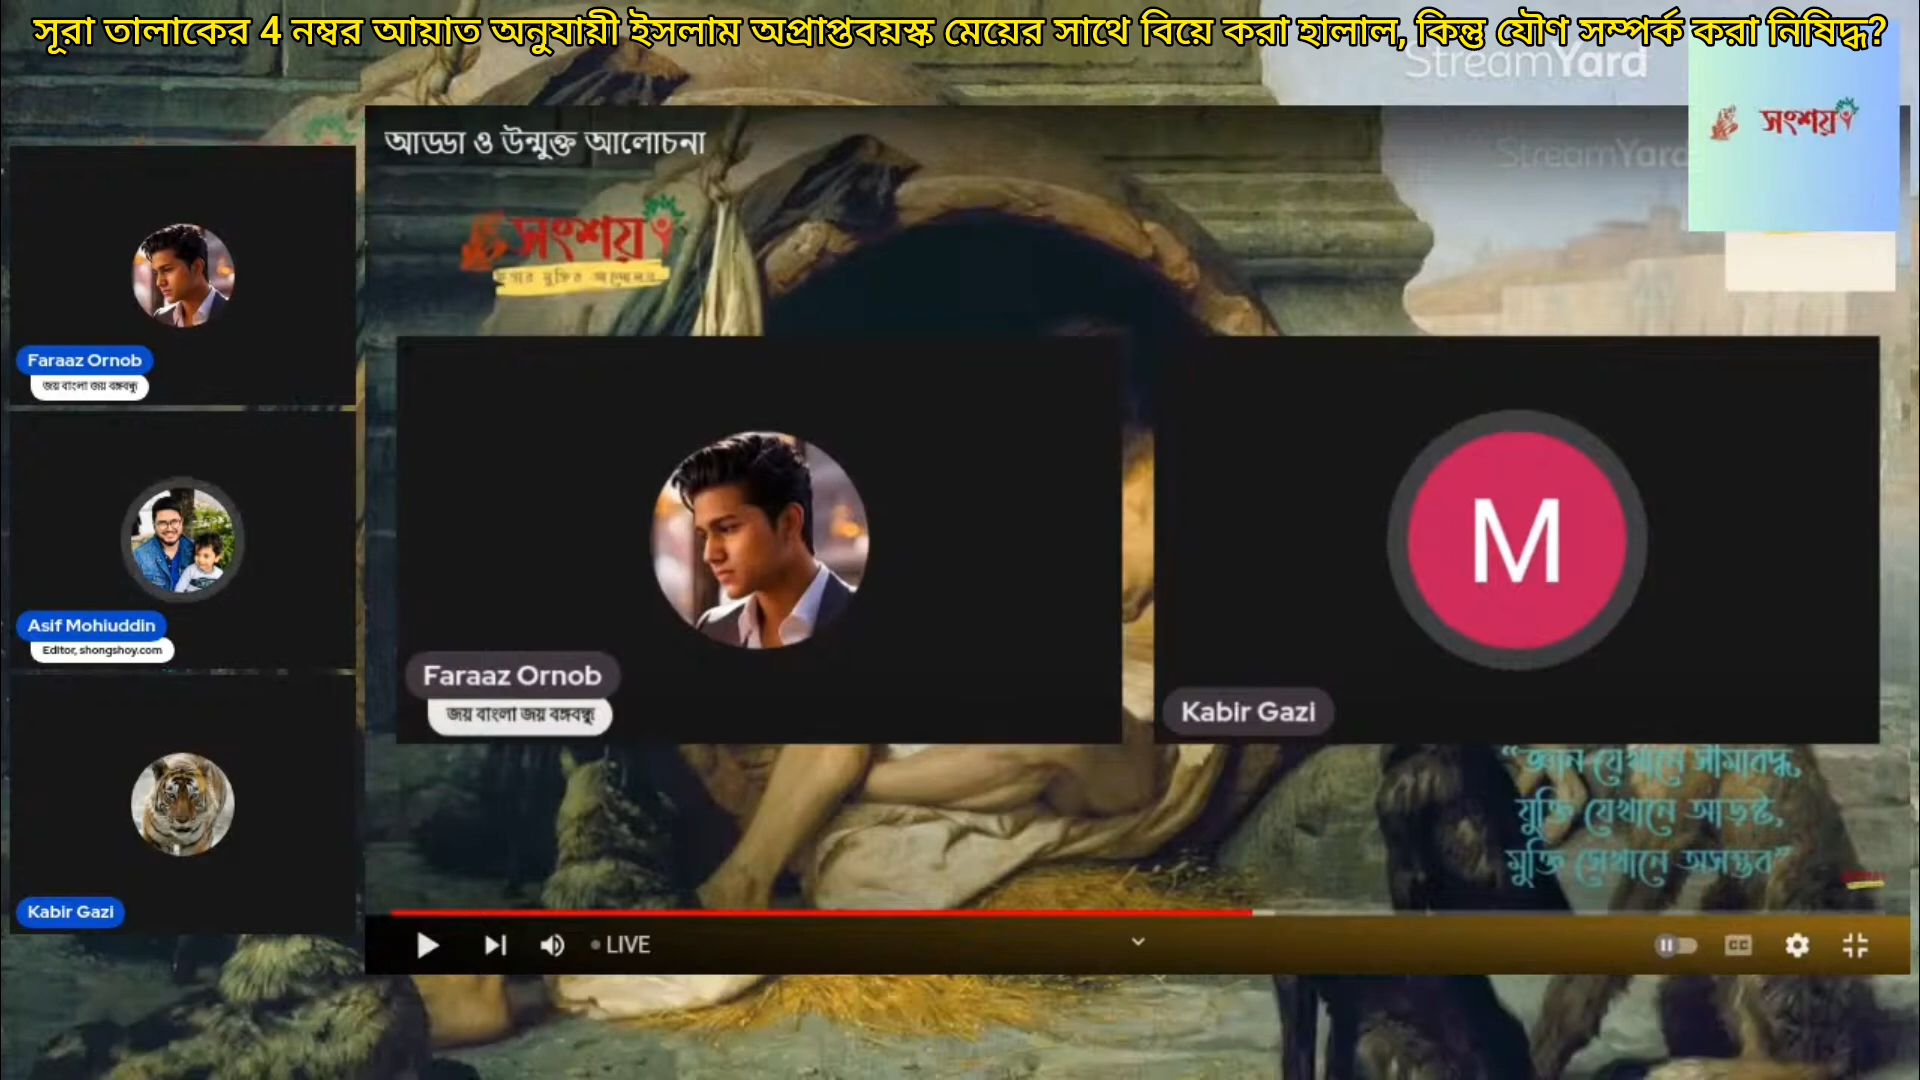 সূরা তালাকের 4 নম্বর আয়াত অনুযায়ী ইসলাম অপ্রাপ্তবয়স্ক মেয়ের সাথে বিয়ে করা হালাল, কিন্তু যৌণ সম্পর্ক করা নিষিদ্ধ?
StreamYard
সংশয়
আড্ডা ও উন্মুক্ত আলোচনা
StreamYard
সংশয়
Faraaz Ornob
জয় বাংলা জয় বঙ্গবন্ধু
Asif Mohiuddin
Editor, shongshoy.com
Kabir Gazi
M
Faraaz Ornob
জয় বাংলা জয় বঙ্গবন্ধু
Kabir Gazi
“জ্ঞান যেখানে সীমাবদ্ধ,
যুক্তি যেখানে আড়ষ্ট,
মুক্তি সেখানে অসম্ভব”
LIVE
CC